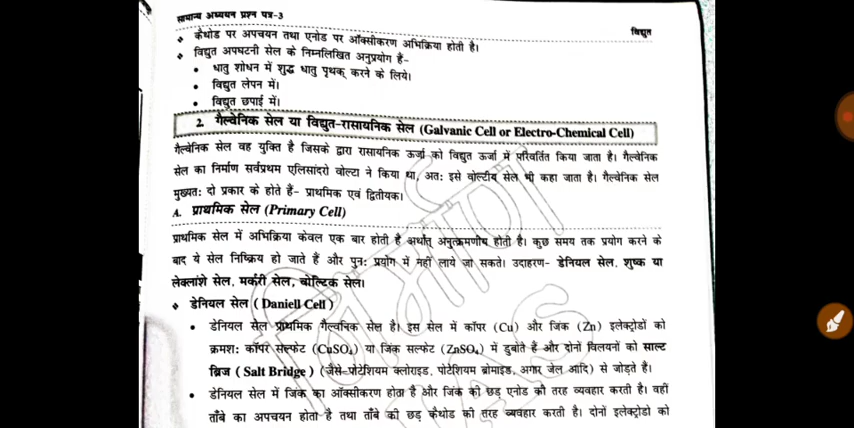 सामान्य अध्ययन प्रश्न पत्र-3
विद्युत
❖ कैथोड पर अपचयन तथा एनोड पर ऑक्सीकरण अभिक्रिया होती है।
❖ विद्युत अपघटनी सेल के निम्नलिखित अनुप्रयोग हैं-
• धातु शोधन में शुद्ध धातु पृथक् करने के लिये।
• विद्युत लेपन में।
• विद्युत छपाई में।
2. गैल्वेनिक सेल या विद्युत-रासायनिक सेल (Galvanic Cell or Electro-Chemical Cell)
गैल्वेनिक सेल वह युक्ति है जिसके द्वारा रासायनिक ऊर्जा को विद्युत ऊर्जा में परिवर्तित किया जाता है। गैल्वेनिक
सेल का निर्माण सर्वप्रथम एलिसांदरो वोल्टा ने किया था, अत: इसे वोल्टीय सेल भी कहा जाता है। गैल्वेनिक सेल
मुख्यत: दो प्रकार के होते हैं- प्राथमिक एवं द्वितीयक।
A. प्राथमिक सेल (Primary Cell)
प्राथमिक सेल में अभिक्रिया केवल एक बार होती है अर्थात् अनुत्क्रमणीय होती है। कुछ समय तक प्रयोग करने के
बाद ये सेल निष्क्रिय हो जाते हैं और पुन: प्रयोग में नहीं लाये जा सकते। उदाहरण- डेनियल सेल, शुष्क या
लेक्लांशे सेल, मर्करी सेल, वोल्टिक सेल।
❖ डेनियल सेल (Daniell Cell)
• डेनियल सेल प्राथमिक गैल्वनिक सेल है। इस सेल में कॉपर (Cu) और जिंक (Zn) इलेक्ट्रोडों को
क्रमश: कॉपर सल्फेट (CuSO₄) या जिंक सल्फेट (ZnSO₄) में डुबोते हैं और दोनों विलयनों को साल्ट
ब्रिज (Salt Bridge) (जैसे-पोटेशियम क्लोराइड, पोटेशियम ब्रोमाइड, अगार जेल आदि) से जोड़ते है।
• डेनियल सेल में जिंक का ऑक्सीकरण होता है और जिंक की छड़ एनोड की तरह व्यवहार करती है। वहीं
ताँबे का अपचयन होता है तथा ताँबे की छड़ कैथोड की तरह व्यवहार करती है। दोनों इलेक्ट्रोडो को
निर्माण
IAS